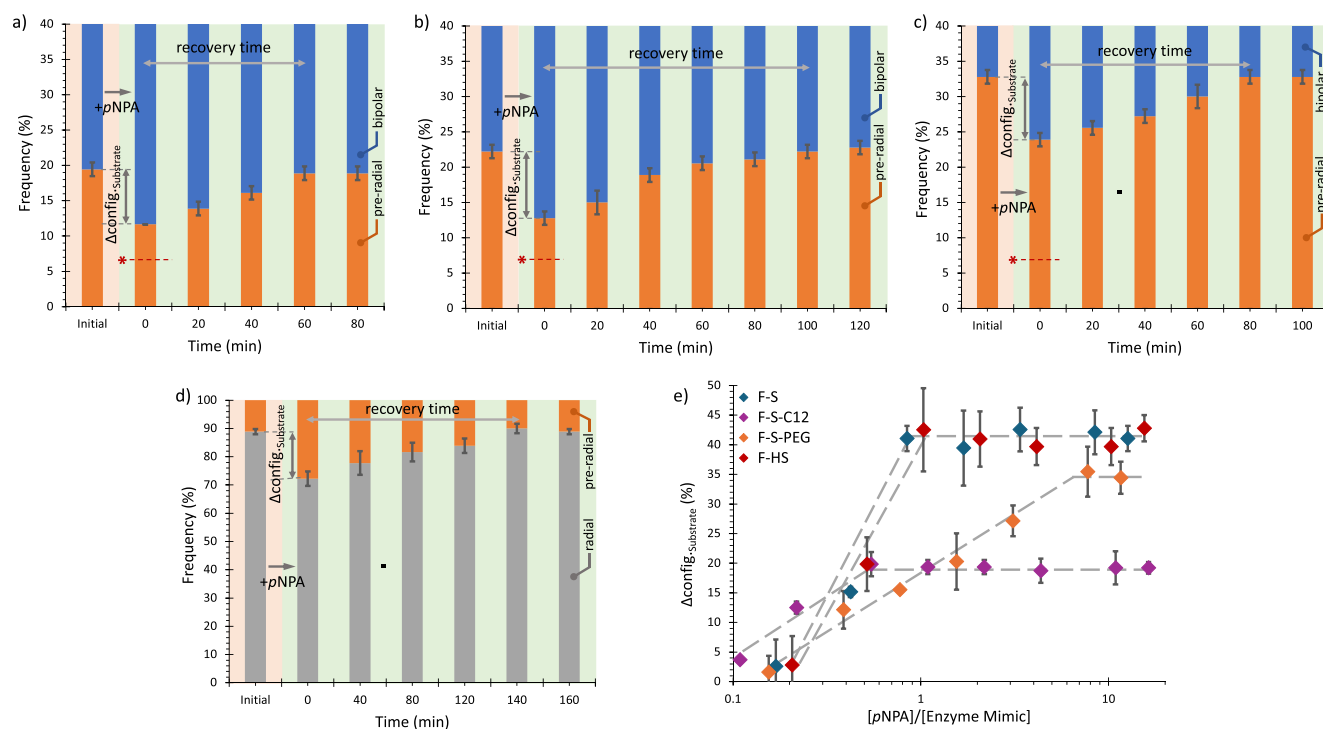 a)
40
35
30
25
20
15
10
5
0
Frequency (%)
recovery time
+pNPA
Δconfig.Substrate
*
bipolar
pre-radial
Initial 0 20 40 60 80
Time (min)
b)
40
35
30
25
20
15
10
5
0
Frequency (%)
recovery time
+pNPA
Δconfig.Substrate
*
bipolar
pre-radial
Initial 0 20 40 60 80 100 120
Time (min)
c)
40
35
30
25
20
15
10
5
0
Frequency (%)
recovery time
Δconfig.Substrate
+pNPA
*
bipolar
pre-radial
Initial 0 20 40 60 80 100
Time (min)
d)
100
90
80
70
60
50
40
30
20
10
0
Frequency (%)
recovery time
Δconfig.Substrate
+pNPA
pre-radial
radial
Initial 0 40 80 120 140 160
Time (min)
e)
50
45
40
35
30
25
20
15
10
5
0
Δconfig.Substrate (%)
F-S
F-S-C12
F-S-PEG
F-HS
0.1 1 10
[pNPA]/[Enzyme Mimic]